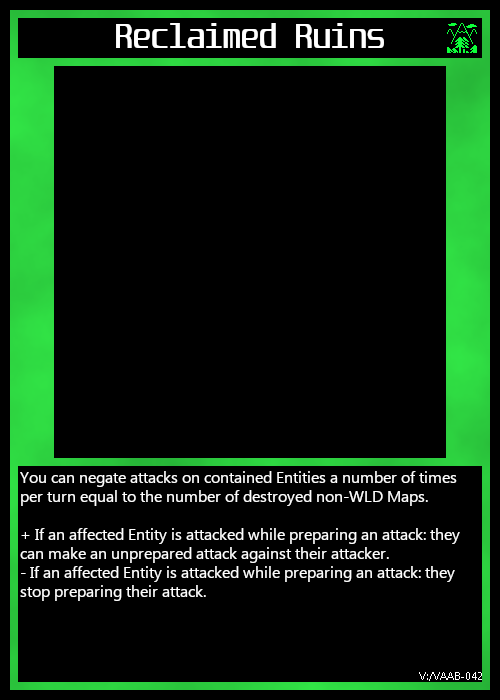 Reclaimed Ruins
You can negate attacks on contained Entities a number of times
per turn equal to the number of destroyed non-WLD Maps.
+ If an affected Entity is attacked while preparing an attack: they
can make an unprepared attack against their attacker.
- If an affected Entity is attacked while preparing an attack: they
stop preparing their attack.
V:/VAAB-042